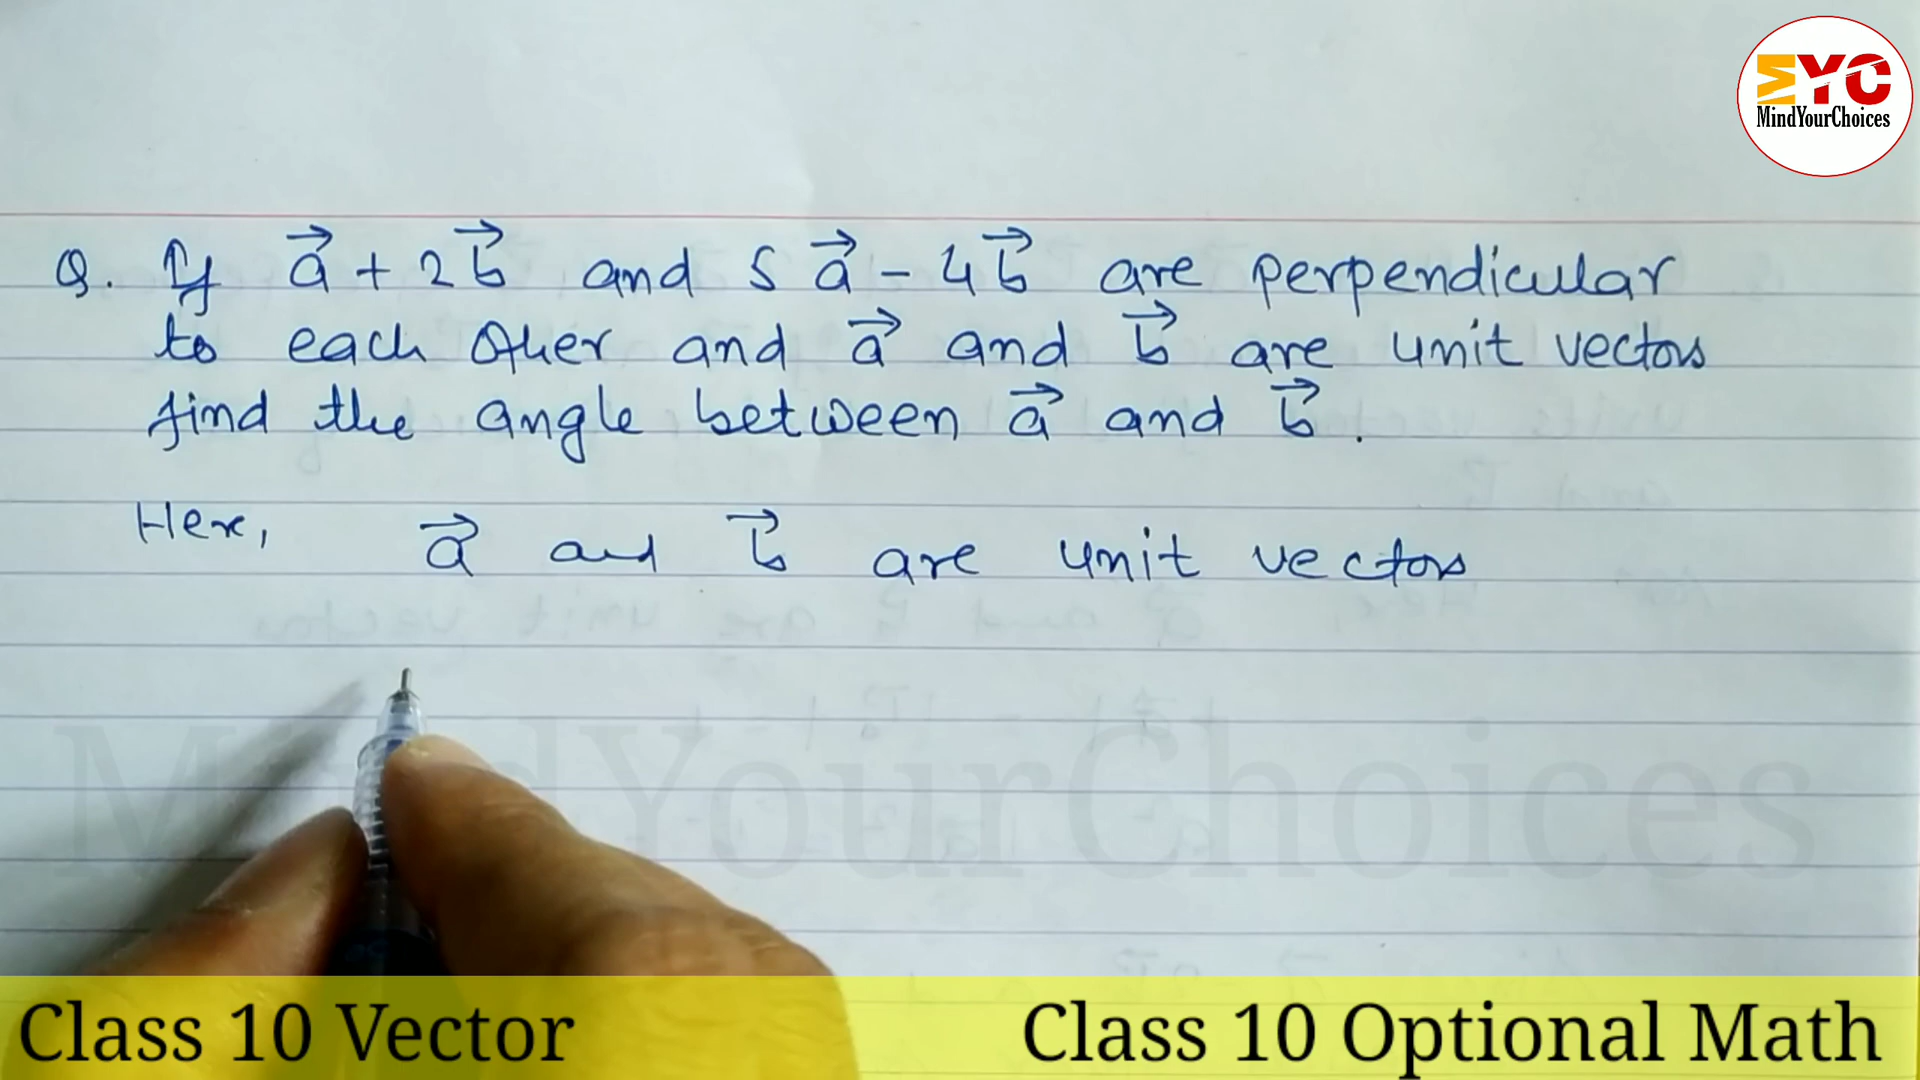 MYC
MindYourChoices
Q. If a⃗ + 2b⃗ and 5a⃗ - 4b⃗ are perpendicular
to each other and a⃗ and b⃗ are unit vectors
find the angle between a⃗ and b⃗.
Here, a⃗ and b⃗ are unit vectors
MindYourChoices
Class 10 Vector
Class 10 Optional Math